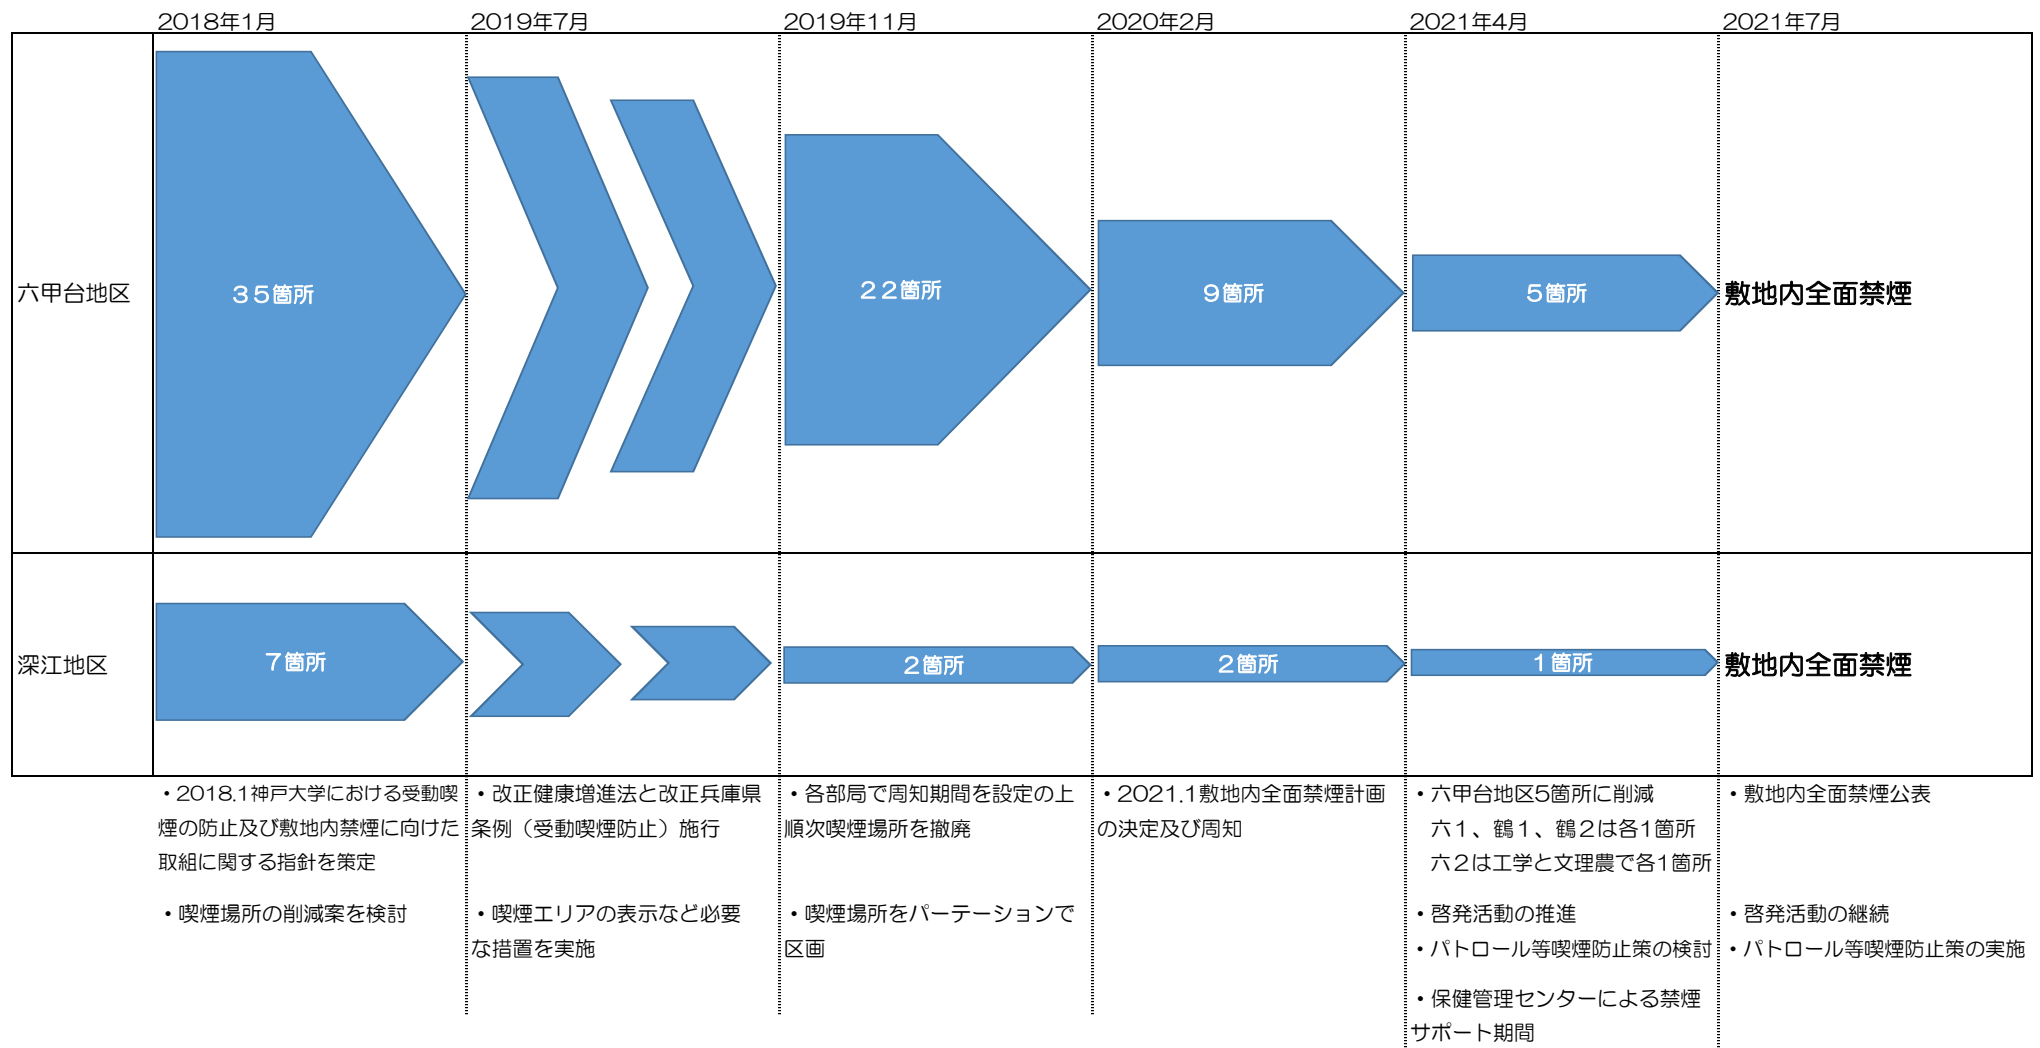 2018年1月
2019年7月
2019年11月
2020年2月
2021年4月
2021年7月
六甲台地区
35箇所
22箇所
9箇所
5箇所
敷地内全面禁煙
深江地区
7箇所
2箇所
2箇所
1箇所
敷地内全面禁煙
・2018.1神戸大学における受動喫
煙の防止及び敷地内禁煙に向けた
取組に関する指針を策定
・喫煙場所の削減案を検討
・改正健康増進法と改正兵庫県
条例（受動喫煙防止）施行
・喫煙エリアの表示など必要
な措置を実施
・各部局で周知期間を設定の上
順次喫煙場所を撤廃
・喫煙場所をパーテーションで
区画
・2021.1敷地内全面禁煙計画
の決定及び周知
・六甲台地区5箇所に削減
六１、鶴１、鶴２は各1箇所
六２は工学と文理農で各1箇所
・啓発活動の推進
・パトロール等喫煙防止策の検討
・保健管理センターによる禁煙
サポート期間
・敷地内全面禁煙公表
・啓発活動の継続
・パトロール等喫煙防止策の実施